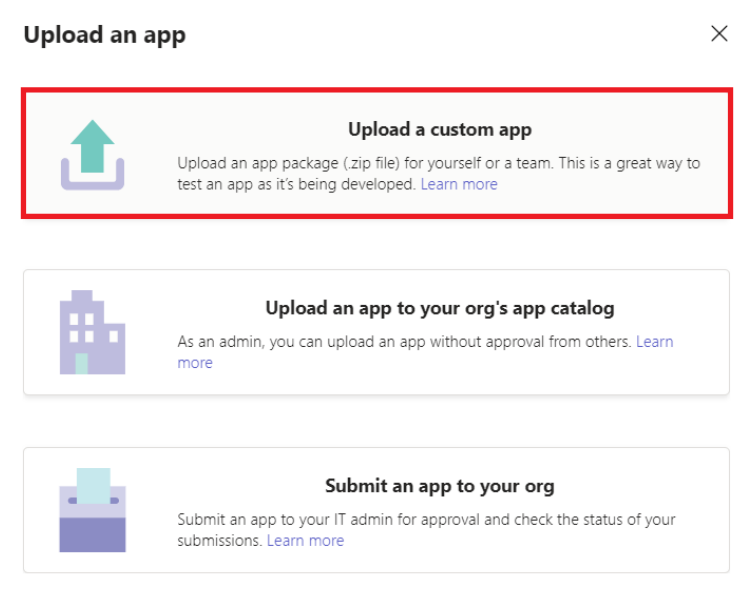 Upload an app
Upload a custom app
Upload an app package (.zip file) for yourself or a team. This is a great way to
test an app as it's being developed. Learn more
Upload an app to your org's app catalog
As an admin, you can upload an app without approval from others. Learn
more
Submit an app to your org
Submit an app to your IT admin for approval and check the status of your
submissions. Learn more